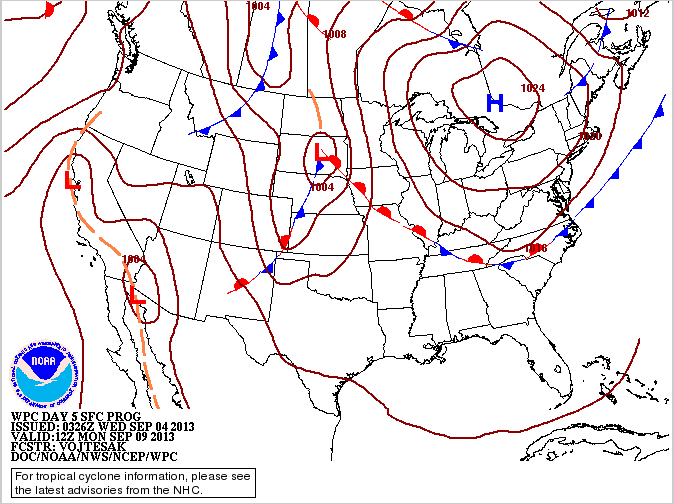 1004
1008
1012
1024
H
1020
L
1004
L
1016
1004
L
NOAA
WPC DAY 5 SFC PROG
ISSUED: 0326Z WED SEP 04 2013
VALID:12Z MON SEP 09 2013
FCSTR: VOJTESAK
DOC/NOAA/NWS/NCEP/WPC
For tropical cyclone information, please see
the latest advisories from the NHC.